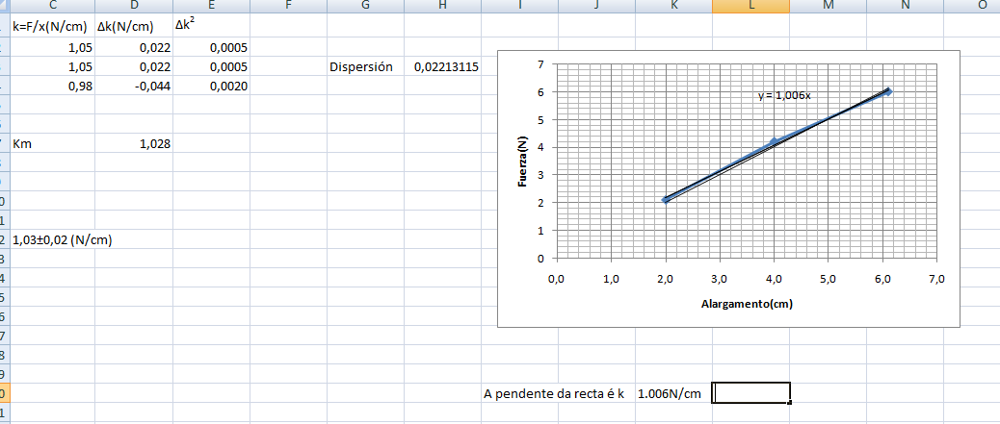 C D E F G H I J K L M N O
k=F/x(N/cm) Δk(N/cm) Δk²
1,05 0,022 0,0005
1,05 0,022 0,0005 Dispersión 0,02213115
0,98 -0,044 0,0020
Km 1,028
1,03±0,02 (N/cm)
7
6
5
4
3
2
1
0
y = 1,006x
Fuerza(N)
0,0 1,0 2,0 3,0 4,0 5,0 6,0 7,0
Alargamento(cm)
A pendente da recta é k 1.006N/cm